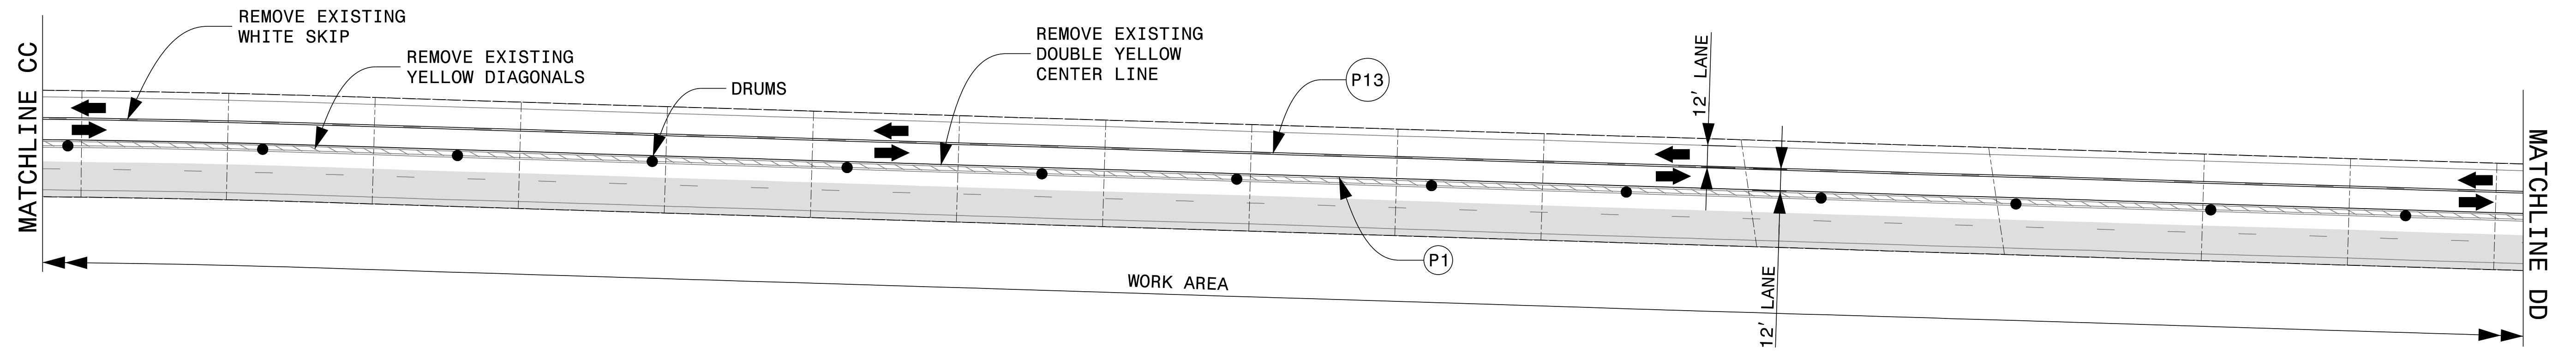 MATCHLINE CC
REMOVE EXISTING
WHITE SKIP
REMOVE EXISTING
YELLOW DIAGONALS
DRUMS
REMOVE EXISTING
DOUBLE YELLOW
CENTER LINE
P13
12' LANE
P1
12' LANE
WORK AREA
MATCHLINE DD